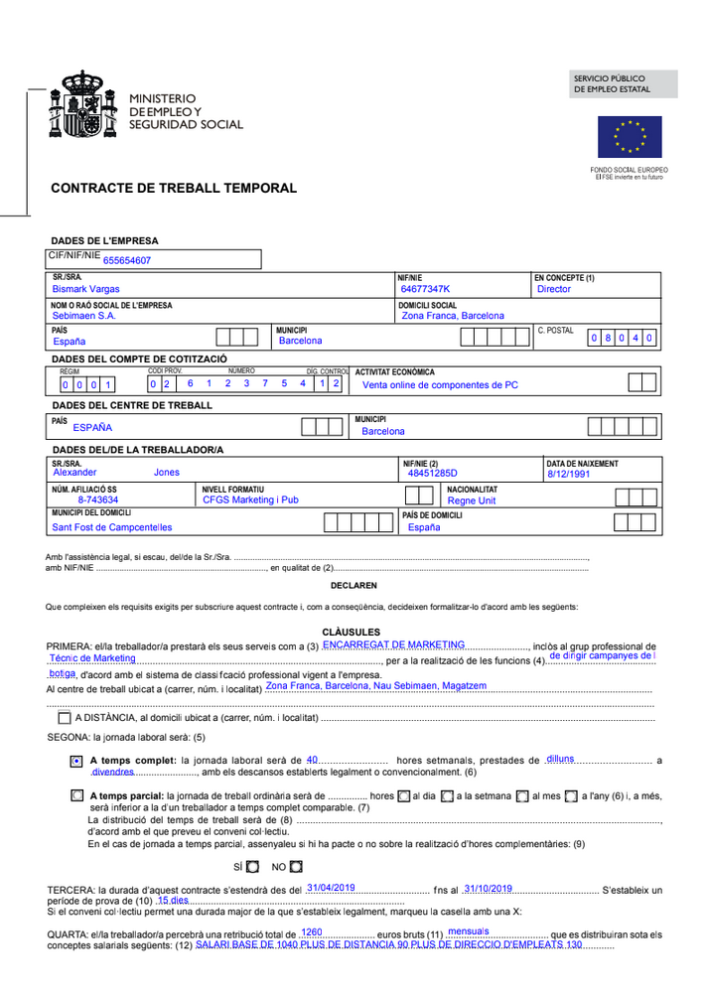 SERVICIO PÚBLICO
DE EMPLEO ESTATAL
MINISTERIO
DE EMPLEO Y
SEGURIDAD SOCIAL
FONDO SOCIAL EUROPEO
El FSE invierte en tu futuro
CONTRACTE DE TREBALL TEMPORAL
DADES DE L'EMPRESA
CIF/NIF/NIE 655654607
SR./SRA. NIF/NIE EN CONCEPTE (1)
Bismark Vargas 64677347K Director
NOM O RAÓ SOCIAL DE L'EMPRESA DOMICILI SOCIAL
Sebimaen S.A. Zona Franca, Barcelona
PAÍS MUNICIPI C. POSTAL
España Barcelona 0 8 0 4 0
DADES DEL COMPTE DE COTITZACIÓ
RÈGIM CODI PROV. NÚMERO DÍG. CONTROL ACTIVITAT ECONÒMICA
0 0 0 1 0 2 6 1 2 3 7 5 4 1 2 Venta online de componentes de PC
DADES DEL CENTRE DE TREBALL
PAÍS MUNICIPI
ESPAÑA Barcelona
DADES DEL/DE LA TREBALLADOR/A
SR./SRA. NIF/NIE (2) DATA DE NAIXEMENT
Alexander Jones 48451285D 8/12/1991
NÚM. AFILIACIÓ SS NIVELL FORMATIU NACIONALITAT
8-743634 CFGS Marketing i Pub Regne Unit
MUNICIPI DEL DOMICILI PAÍS DE DOMICILI
Sant Fost de Campcentelles España
Amb l'assistència legal, si escau, del/de la Sr./Sra. ..............................,
amb NIF/NIE .............................., en qualitat de (2)..............................
DECLAREN
Que compleixen els requisits exigits per subscriure aquest contracte i, com a conseqüència, decideixen formalitzar-lo d'acord amb les següents:
CLÀUSULES
PRIMERA: el/la treballador/a prestarà els seus serveis com a (3) ENCARREGAT DE MARKETING, inclòs al grup professional de
Técnic de Marketing, per a la realització de les funcions (4) de dirigir campanyes de l
botiga, d'acord amb el sistema de classificació professional vigent a l'empresa.
Al centre de treball ubicat a (carrer, núm. i localitat) Zona Franca, Barcelona, Nau Sebimaen, Magatzem
A DISTÀNCIA, al domicili ubicat a (carrer, núm. i localitat) ..............................
SEGONA: la jornada laboral serà: (5)
A temps complet: la jornada laboral serà de 40 hores setmanals, prestades de dilluns a
divendres, amb els descansos establerts legalment o convencionalment. (6)
A temps parcial: la jornada de treball ordinària serà de ............... hores al dia a la setmana al mes a l'any (6) i, a més,
serà inferior a la d'un treballador a temps complet comparable. (7)
La distribució del temps de treball serà de (8) ..............................,
d'acord amb el que preveu el conveni col·lectiu.
En el cas de jornada a temps parcial, assenyaleu si hi ha pacte o no sobre la realització d'hores complementàries: (9)
SÍ NO
TERCERA: la durada d'aquest contracte s'estendrà des del 31/04/2019 fins al 31/10/2019 S'estableix un
període de prova de (10) 15 dies
Si el conveni col·lectiu permet una durada major de la que s'estableix legalment, marqueu la casella amb una X:
QUARTA: el/la treballador/a percebrà una retribució total de 1260 euros bruts (11) mensuals que es distribuiran sota els
conceptes salarials següents: (12) SALARI BASE DE 1040 PLUS DE DISTANCIA 90 PLUS DE DIRECCIO D'EMPLEATS 130